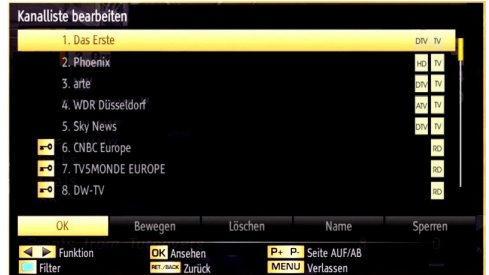 Kanalliste bearbeiten
1. Das Erste DTV TV
2. Phoenix HD TV
3. arte DTV TV
4. WDR Düsseldorf ATV TV
5. Sky News DTV TV
6. CNBC Europe RD
7. TV5MONDE EUROPE RD
8. DW-TV RD
OK Bewegen Löschen Name Sperren
Funktion OK Ansehen P+ P- Seite AUF/AB
Filter RET./BACK Zurück MENU Verlassen